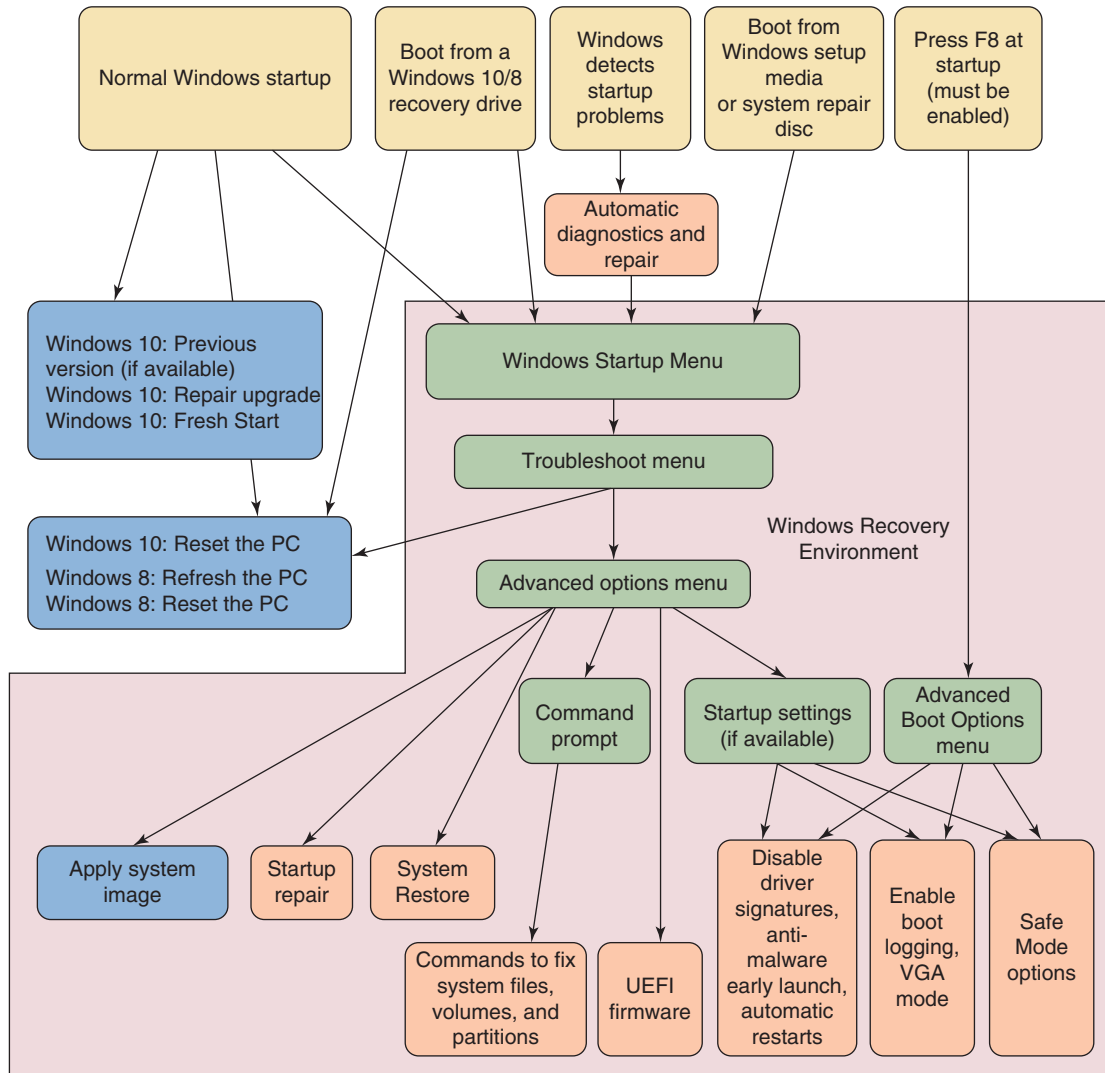 Normal Windows startup
Boot from a
Windows 10/8
recovery drive
Windows
detects
startup
problems
Boot from
Windows setup
media
or system repair
disc
Press F8 at
startup
(must be
enabled)
Automatic
diagnostics and
repair
Windows 10: Previous
version (if available)
Windows 10: Repair upgrade
Windows 10: Fresh Start
Windows Startup Menu
Troubleshoot menu
Windows 10: Reset the PC
Windows 8: Refresh the PC
Windows 8: Reset the PC
Windows Recovery
Environment
Advanced options menu
Command
prompt
Startup settings
(if available)
Advanced
Boot Options
menu
Apply system
image
Startup
repair
System
Restore
Commands to fix
system files,
volumes, and
partitions
UEFI
firmware
Disable
driver
signatures,
anti-
malware
early launch,
automatic
restarts
Enable
boot
logging,
VGA
mode
Safe
Mode
options